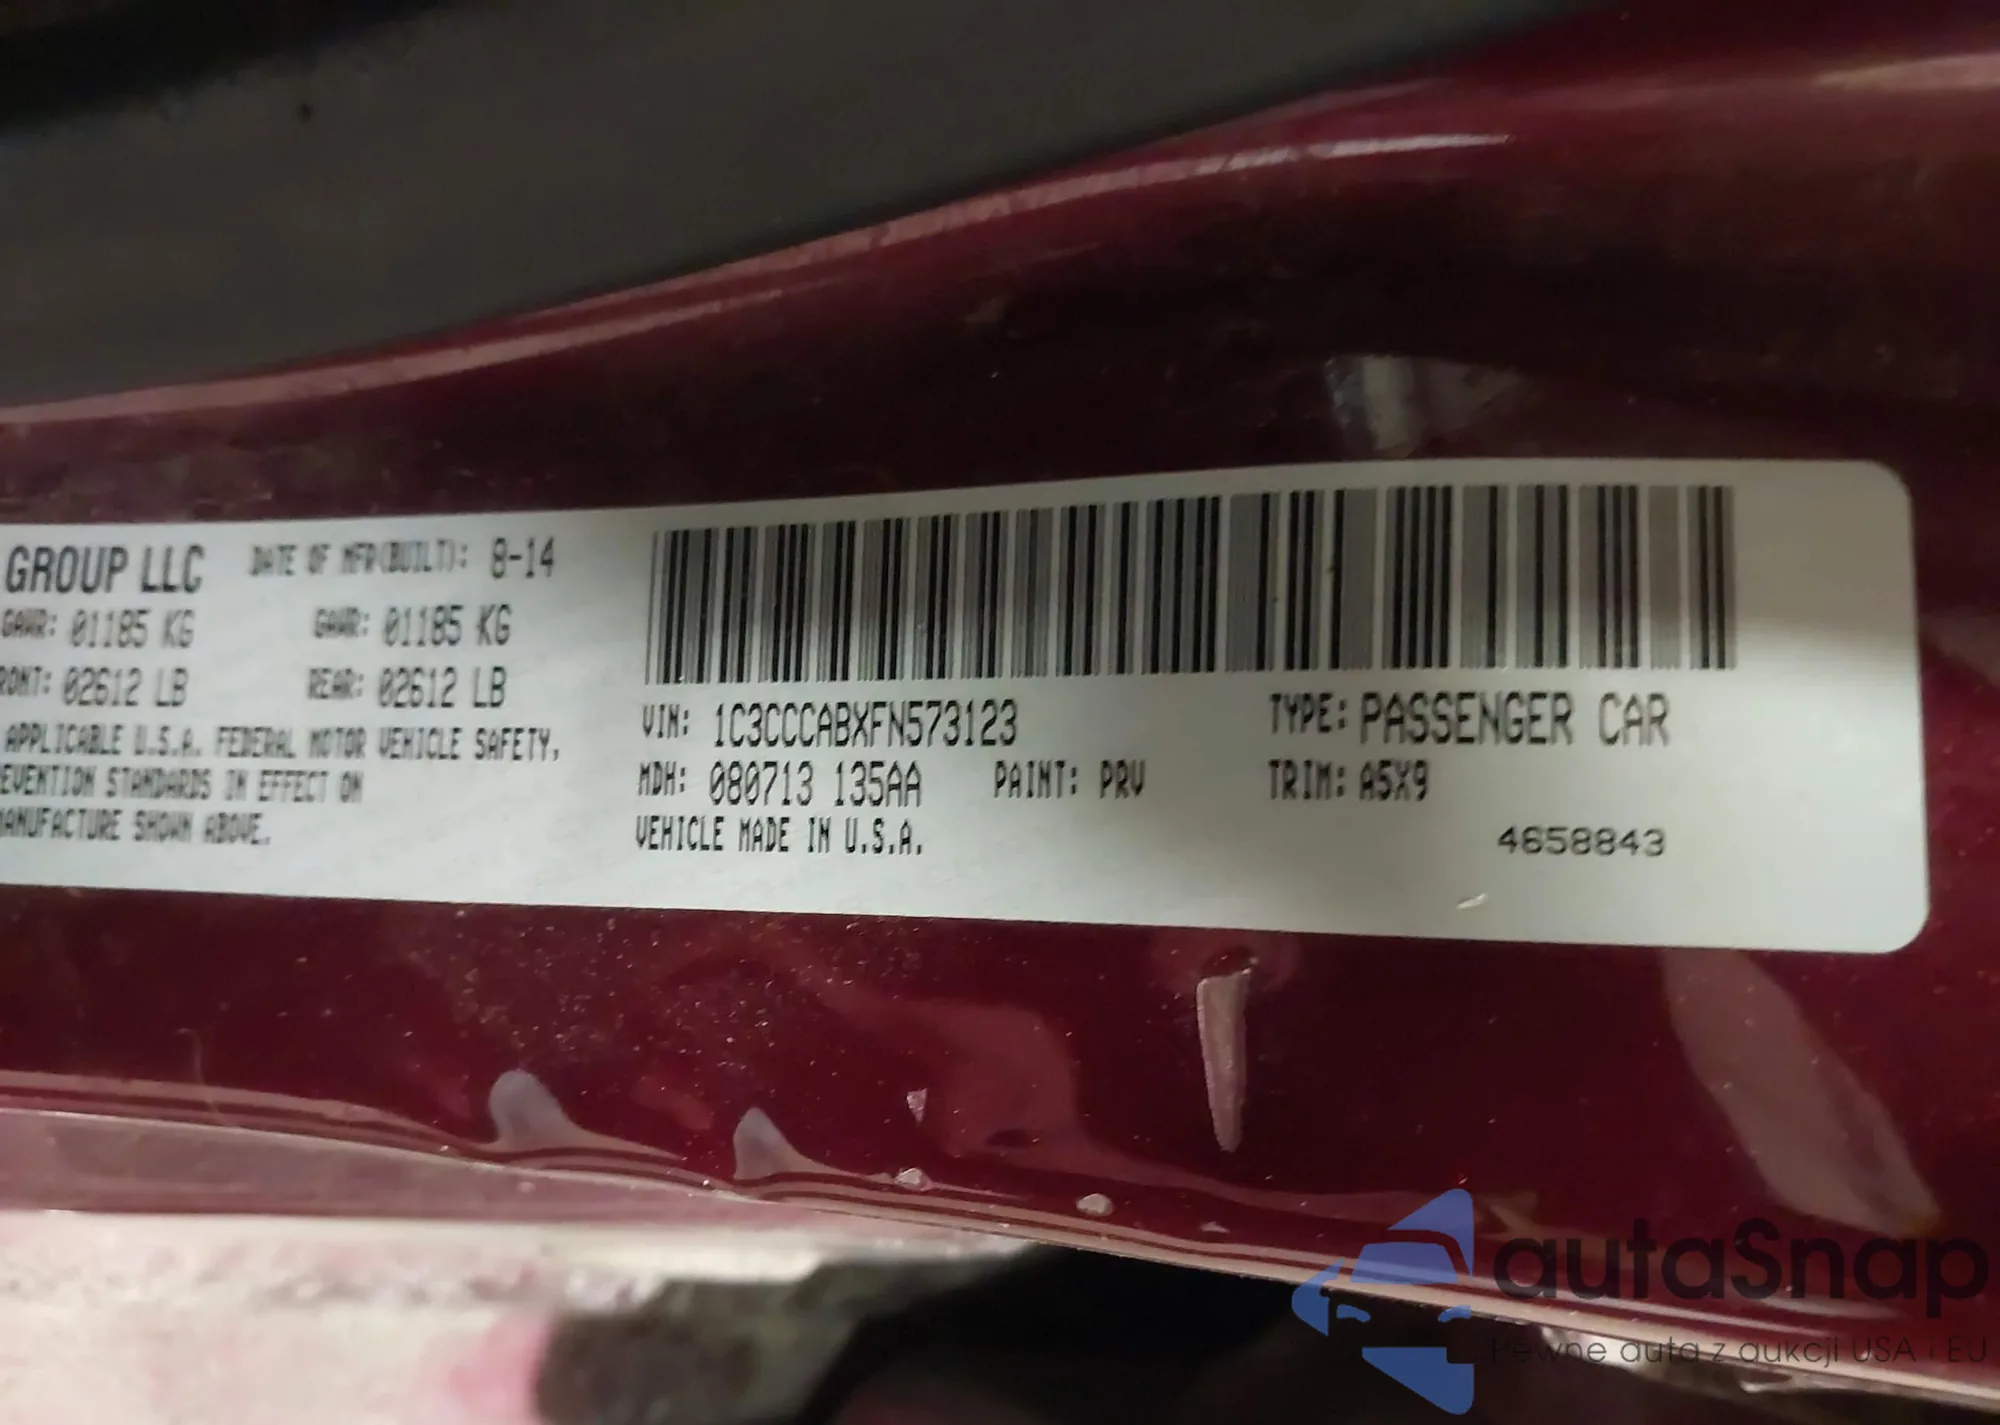 GROUP LLC DATE OF MFR(BUILT): 8-14
GAWR: 01185 KG GAWR: 01185 KG
RONT: 02612 LB REAR: 02612 LB
APPLICABLE U.S.A. FEDERAL MOTOR VEHICLE SAFETY,
EVENTION STANDARDS IN EFFECT ON
MANUFACTURE SHOWN ABOVE.
VIN: 1C3CCCABXFN573123 TYPE: PASSENGER CAR
MDH: 080713 135AA PAINT: PRV TRIM: A5X9
VEHICLE MADE IN U.S.A.
4658843
autaSnap
Pewne auta z aukcji USA i EU